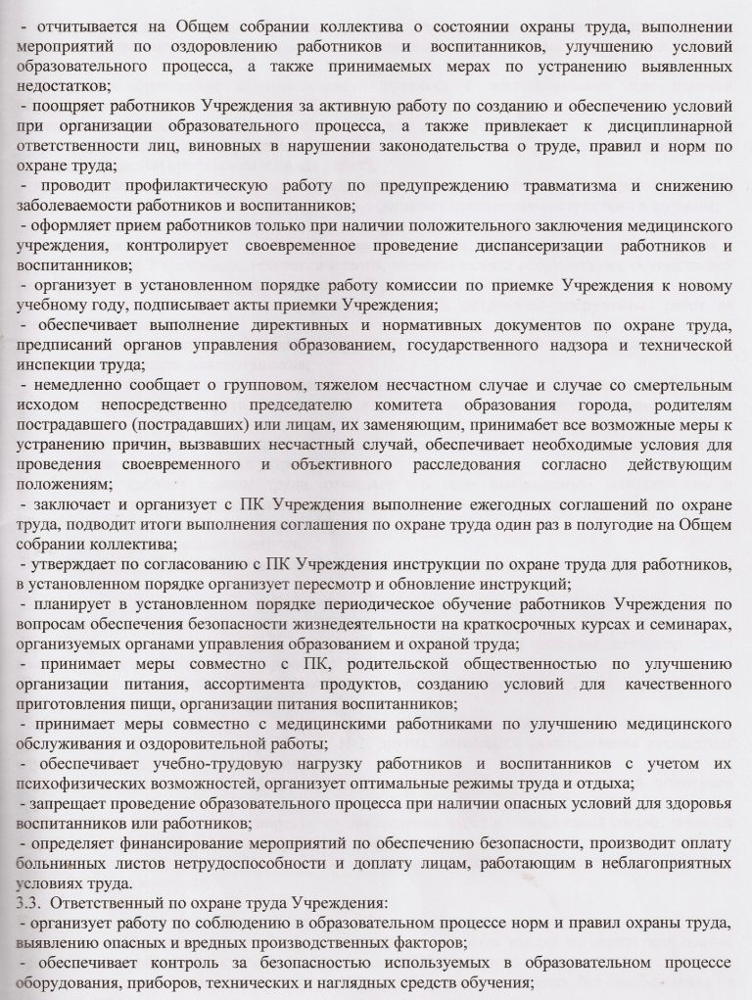 - отчитывается на Общем собрании коллектива о состоянии охраны труда, выполнении
мероприятий по оздоровлению работников и воспитанников, улучшению условий
образовательного процесса, а также принимаемых мерах по устранению выявленных
недостатков;
- поощряет работников Учреждения за активную работу по созданию и обеспечению условий
при организации образовательного процесса, а также привлекает к дисциплинарной
ответственности лиц, виновных в нарушении законодательства о труде, правил и норм по
охране труда;
- проводит профилактическую работу по предупреждению травматизма и снижению
заболеваемости работников и воспитанников;
- оформляет прием работников только при наличии положительного заключения медицинского
учреждения, контролирует своевременное проведение диспансеризации работников и
воспитанников;
- организует в установленном порядке работу комиссии по приемке Учреждения к новому
учебному году, подписывает акты приемки Учреждения;
- обеспечивает выполнение директивных и нормативных документов по охране труда,
предписаний органов управления образованием, государственного надзора и технической
инспекции труда;
- немедленно сообщает о групповом, тяжелом несчастном случае и случае со смертельным
исходом непосредственно председателю комитета образования города, родителям
пострадавшего (пострадавших) или лицам, их заменяющим, принима6ет все возможные меры к
устранению причин, вызвавших несчастный случай, обеспечивает необходимые условия для
проведения своевременного и объективного расследования согласно действующим
положениям;
- заключает и организует с ПК Учреждения выполнение ежегодных соглашений по охране
труда, подводит итоги выполнения соглашения по охране труда один раз в полугодие на Общем
собрании коллектива;
- утверждает по согласованию с ПК Учреждения инструкции по охране труда для работников,
в установленном порядке организует пересмотр и обновление инструкций;
- планирует в установленном порядке периодическое обучение работников Учреждения по
вопросам обеспечения безопасности жизнедеятельности на краткосрочных курсах и семинарах,
организуемых органами управления образованием и охраной труда;
- принимает меры совместно с ПК, родительской общественностью по улучшению
организации питания, ассортимента продуктов, созданию условий для качественного
приготовления пищи, организации питания воспитанников;
- принимает меры совместно с медицинскими работниками по улучшению медицинского
обслуживания и оздоровительной работы;
- обеспечивает учебно-трудовую нагрузку работников и воспитанников с учетом их
психофизических возможностей, организует оптимальные режимы труда и отдыха;
- запрещает проведение образовательного процесса при наличии опасных условий для здоровья
воспитанников или работников;
- определяет финансирование мероприятий по обеспечению безопасности, производит оплату
больничных листов нетрудоспособности и доплату лицам, работающим в неблагоприятных
условиях труда.
3.3. Ответственный по охране труда Учреждения:
- организует работу по соблюдению в образовательном процессе норм и правил охраны труда,
выявлению опасных и вредных производственных факторов;
- обеспечивает контроль за безопасностью используемых в образовательном процессе
оборудования, приборов, технических и наглядных средств обучения;